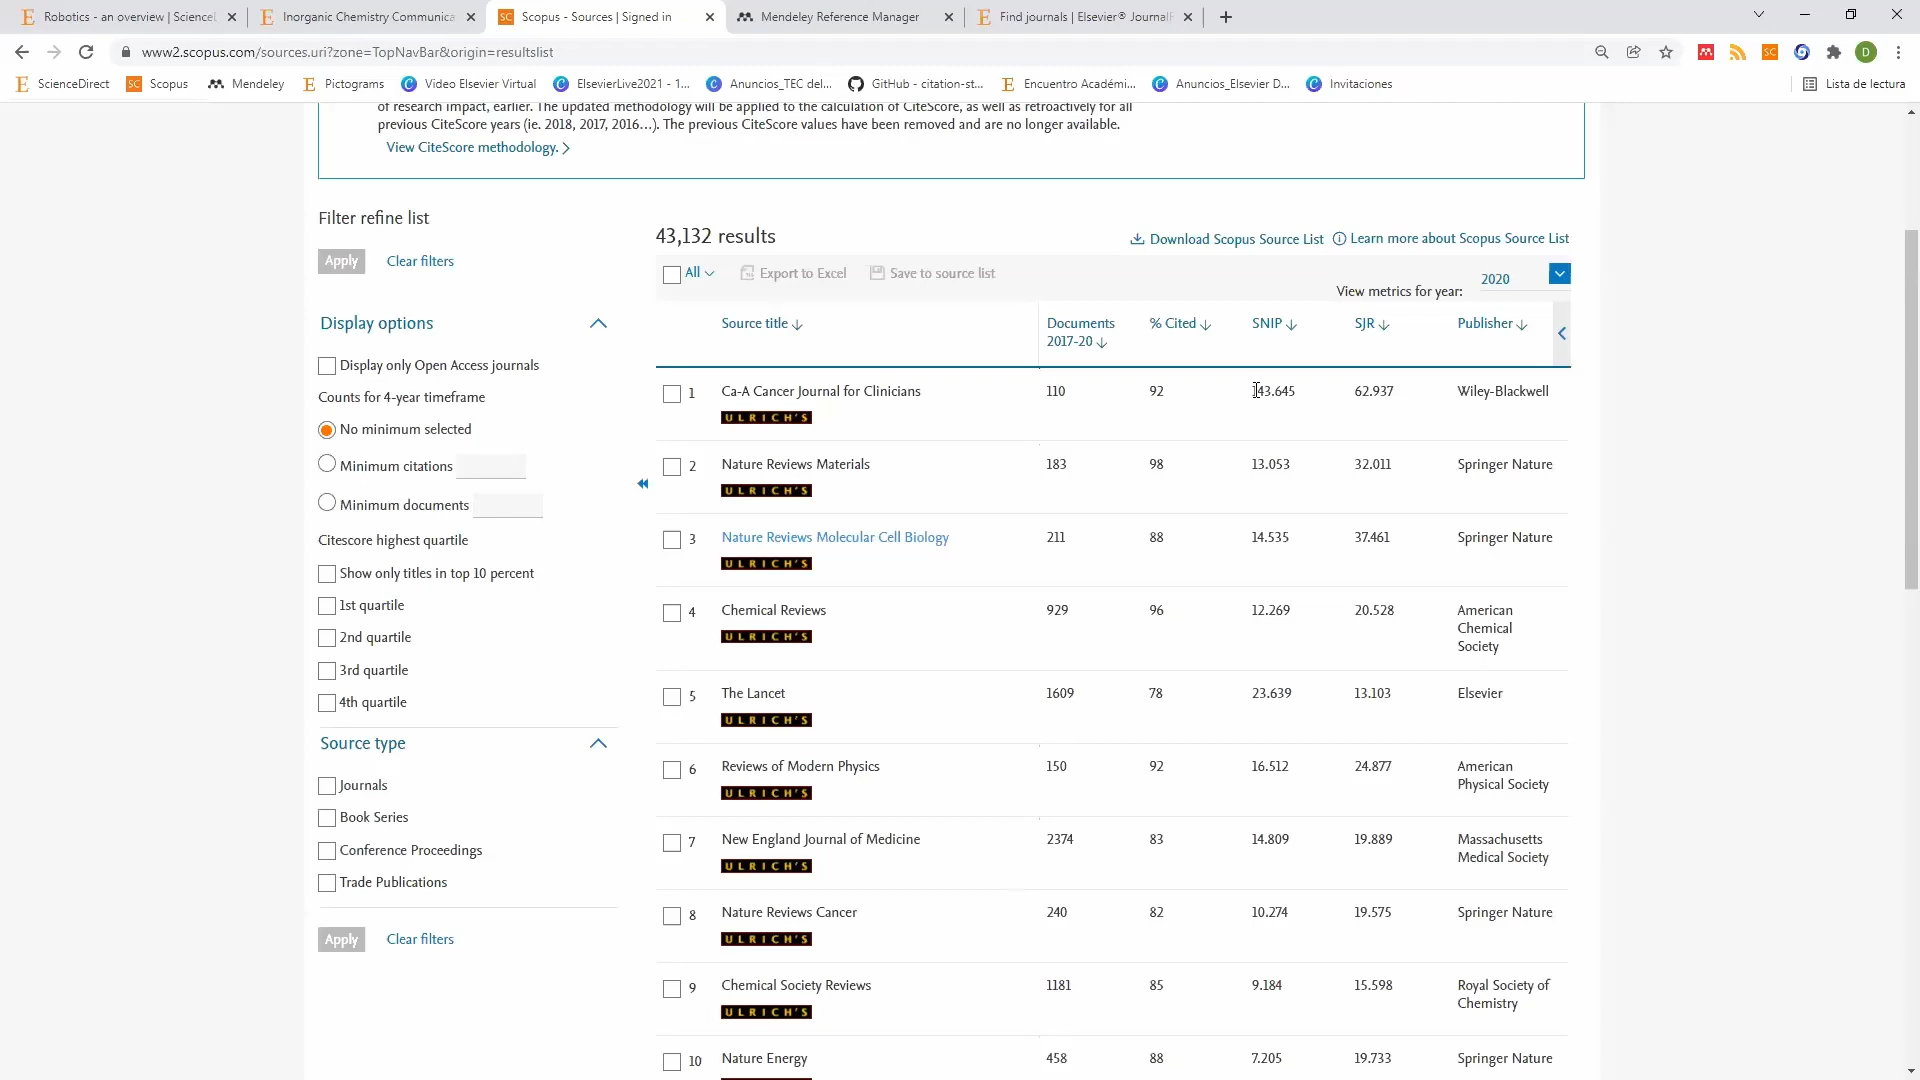 Robotics - an overview | Science
Inorganic Chemistry Communica
SC Scopus - Sources | Signed in
Mendeley Reference Manager
Find journals | Elsevier® Journal
www2.scopus.com/sources.uri?zone=TopNavBar&origin=resultslist
SC
D
ScienceDirect
SC Scopus
Mendeley
Pictograms
Video Elsevier Virtual
ElsevierLive2021 - 1...
Anuncios_TEC del...
GitHub - citation-st...
Encuentro Académi...
Anuncios_Elsevier D...
Invitaciones
Lista de lectura
of research impact, earlier. The updated methodology will be applied to the calculation of CiteScore, as well as retroactively for all
previous CiteScore years (ie. 2018, 2017, 2016...). The previous CiteScore values have been removed and are no longer available.
View CiteScore methodology.
Filter refine list
Apply Clear filters
Display options
Display only Open Access journals
Counts for 4-year timeframe
No minimum selected
Minimum citations
Minimum documents
Citescore highest quartile
Show only titles in top 10 percent
1st quartile
2nd quartile
3rd quartile
4th quartile
Source type
Journals
Book Series
Conference Proceedings
Trade Publications
Apply Clear filters
43,132 results
Download Scopus Source List
Learn more about Scopus Source List
All
Export to Excel
Save to source list
View metrics for year: 2020
Source title
Documents
2017-20
% Cited
SNIP
SJR
Publisher
1 Ca-A Cancer Journal for Clinicians 110 92 143.645 62.937 Wiley-Blackwell
ULRICH'S
2 Nature Reviews Materials 183 98 13.053 32.011 Springer Nature
ULRICH'S
3 Nature Reviews Molecular Cell Biology 211 88 14.535 37.461 Springer Nature
ULRICH'S
4 Chemical Reviews 929 96 12.269 20.528 American
Chemical
Society
ULRICH'S
5 The Lancet 1609 78 23.639 13.103 Elsevier
ULRICH'S
6 Reviews of Modern Physics 150 92 16.512 24.877 American
Physical Society
ULRICH'S
7 New England Journal of Medicine 2374 83 14.809 19.889 Massachusetts
Medical Society
ULRICH'S
8 Nature Reviews Cancer 240 82 10.274 19.575 Springer Nature
ULRICH'S
9 Chemical Society Reviews 1181 85 9.184 15.598 Royal Society of
Chemistry
ULRICH'S
10 Nature Energy 458 88 7.205 19.733 Springer Nature